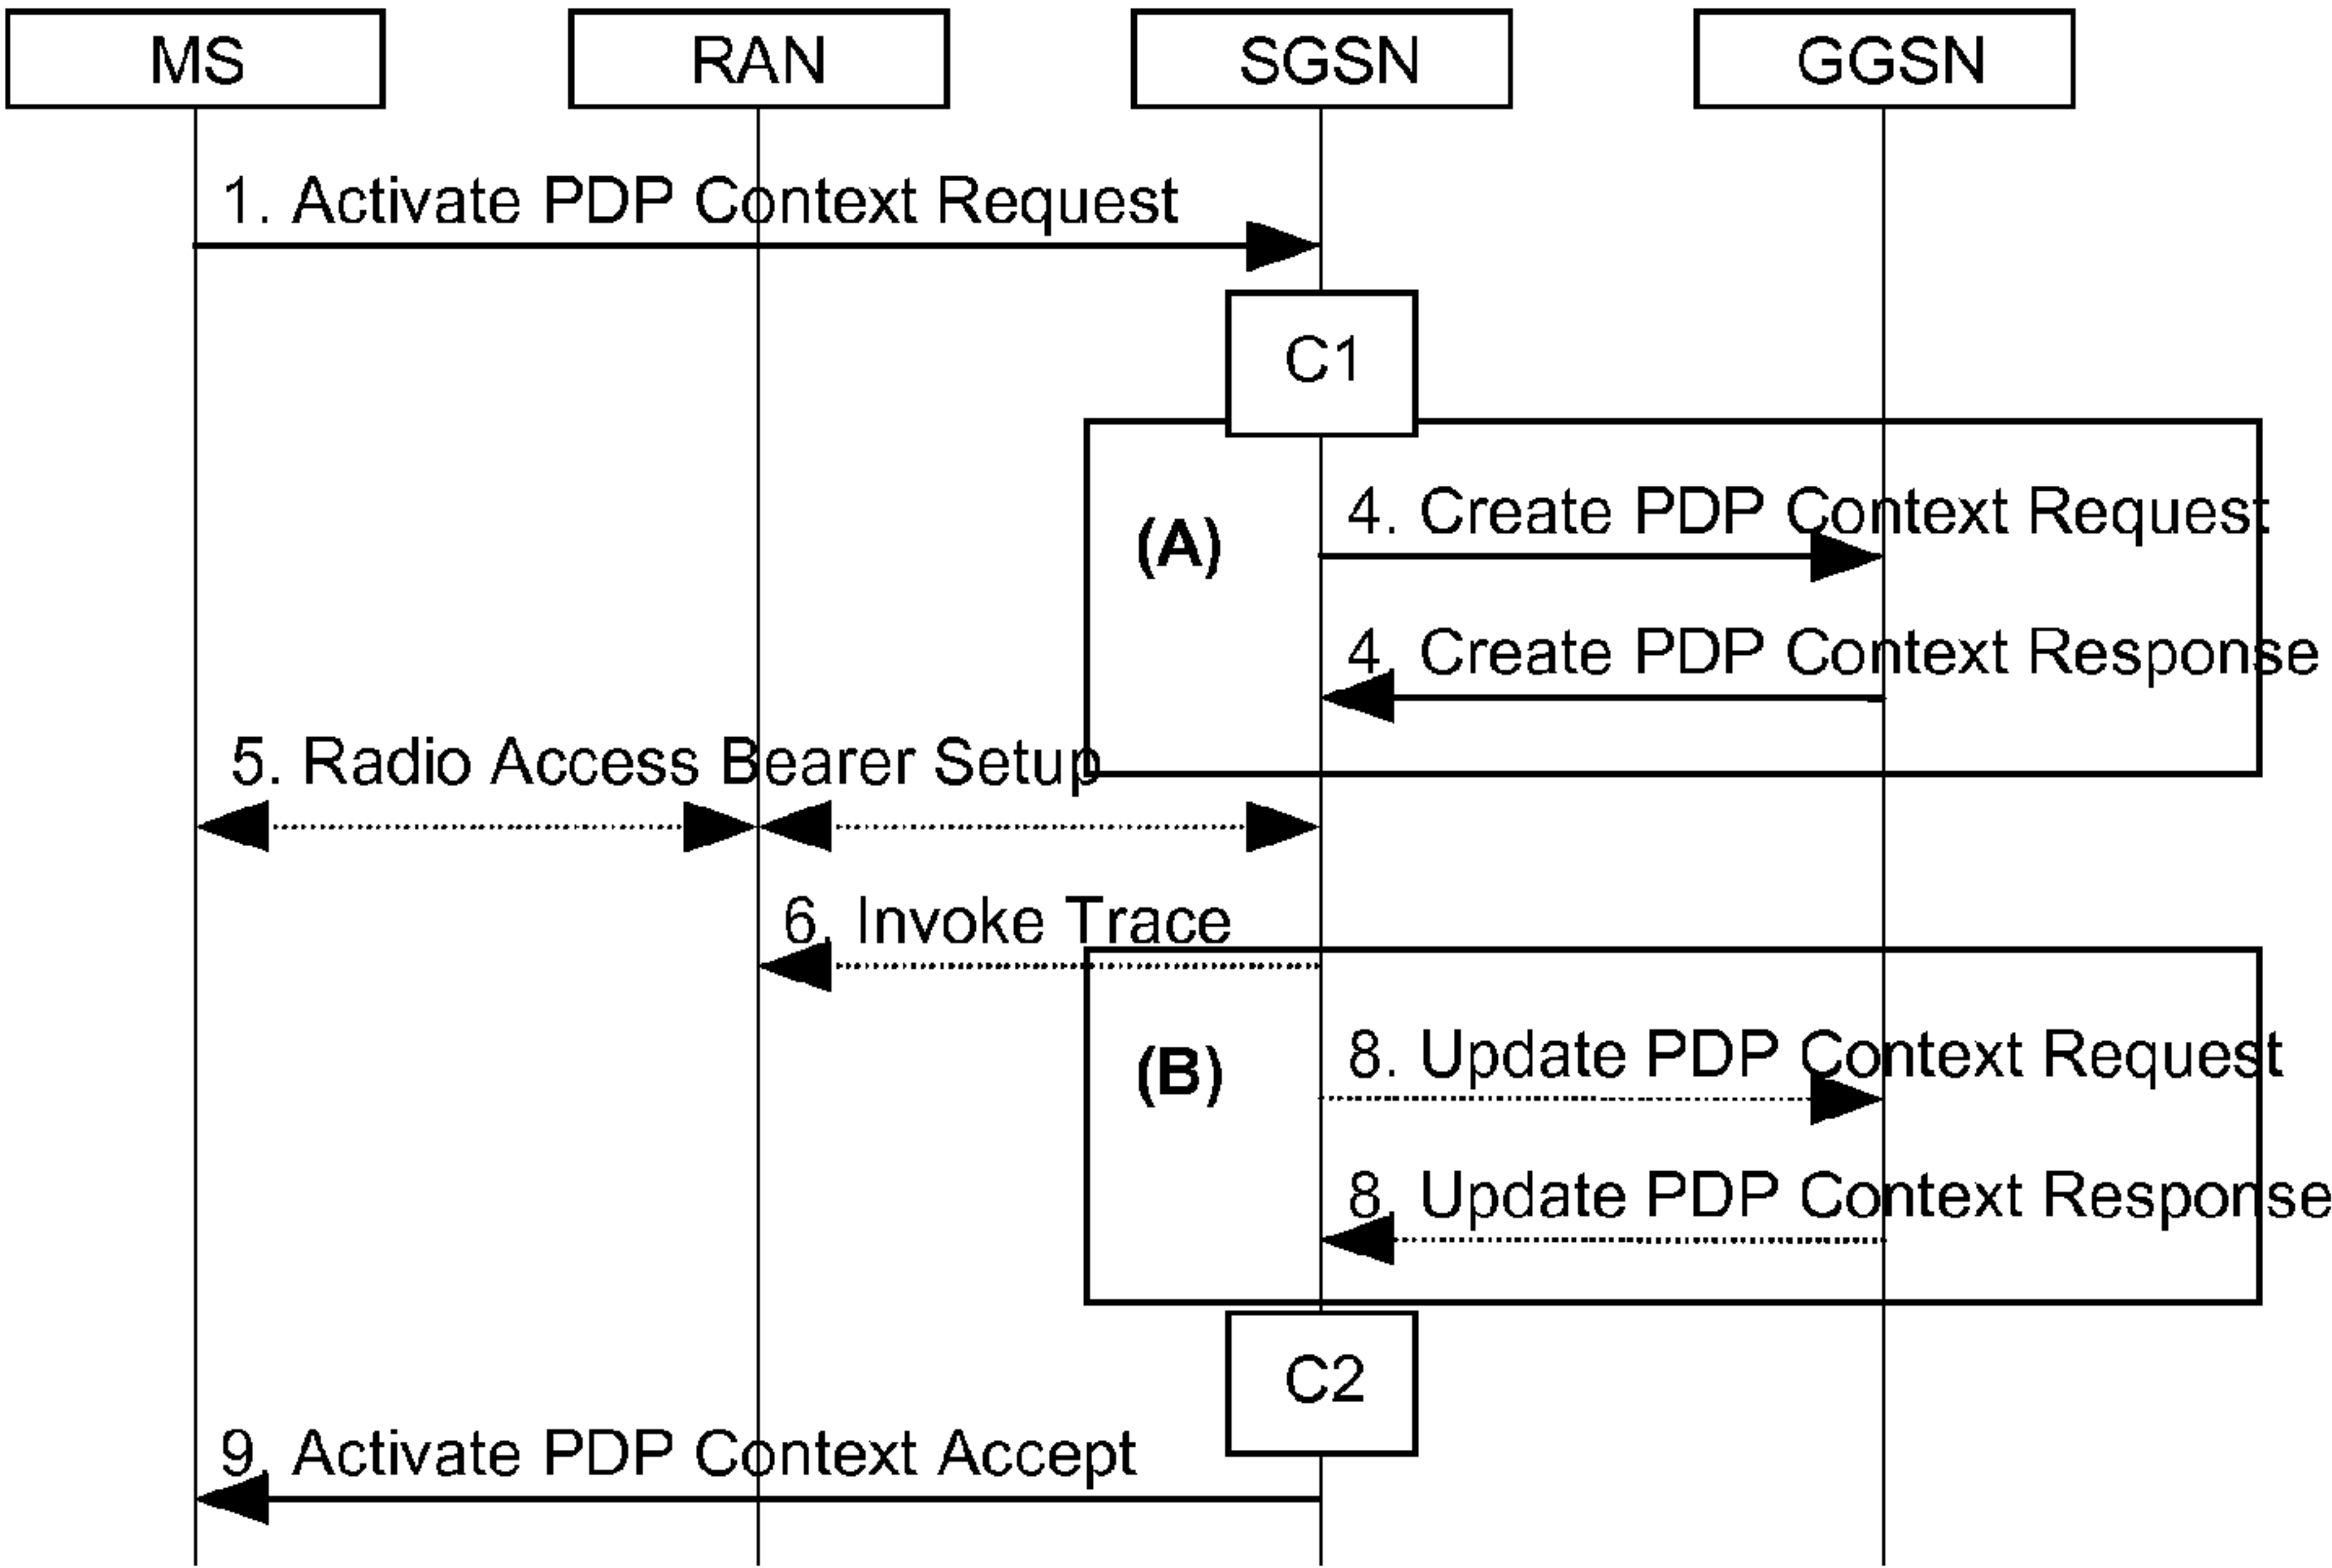 MS RAN SGSN GGSN
1. Activate PDP Context Request
C1
(A)
4. Create PDP Context Request
4. Create PDP Context Response
5. Radio Access Bearer Setup
6. Invoke Trace
(B)
8. Update PDP Context Request
8. Update PDP Context Response
C2
9. Activate PDP Context Accept